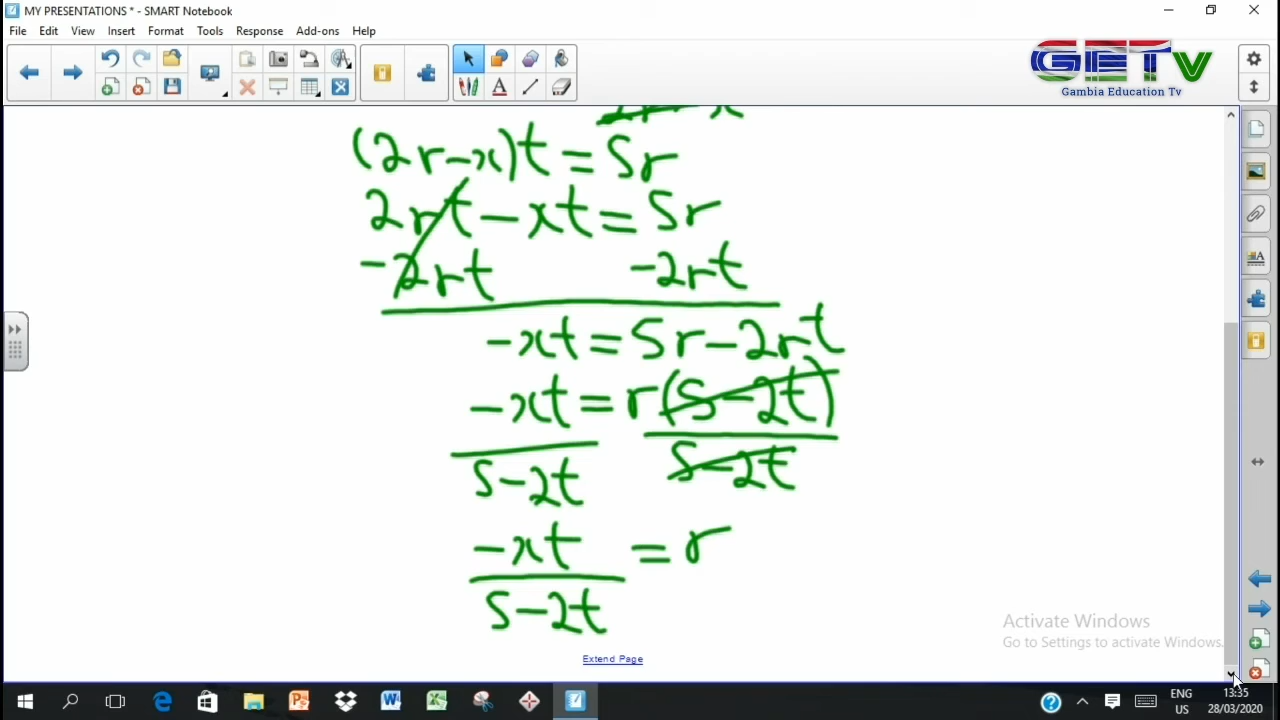 MY PRESENTATIONS * - SMART Notebook
File Edit View Insert Format Tools Add-ons Response Help
GETV
Gambia Education Tv
(2r-x)t = 5r
2rt - xt = 5r
-2rt -2rt
-xt = 5r - 2rt
-xt = r(5-2t)
5-2t 5-2t
-xt = r
5-2t
Activate Windows
Go to Settings to activate Windows.
Extend Page
ENG 13:35
US 28/03/2020